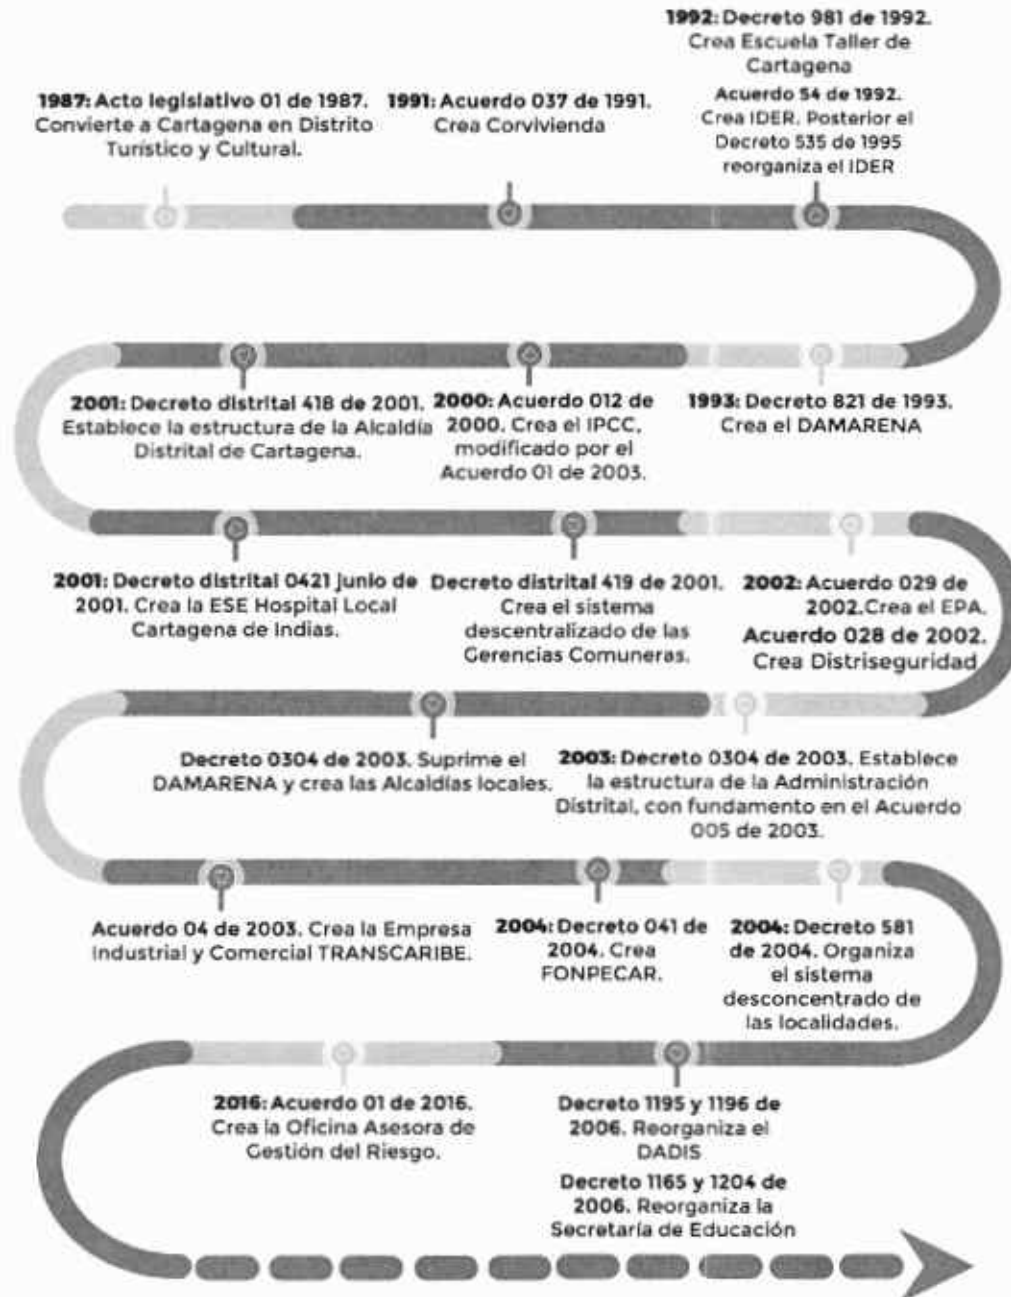 1987: Acto legislativo 01 de 1987.
Convierte a Cartagena en Distrito
Turístico y Cultural.
1991: Acuerdo 037 de 1991.
Crea Corvivienda
1992: Decreto 981 de 1992.
Crea Escuela Taller de
Cartagena
Acuerdo 54 de 1992.
Crea IDER. Posterior el
Decreto 535 de 1995
reorganiza el IDER
1993: Decreto 821 de 1993.
Crea el DAMARENA
2000: Acuerdo 012 de
2000. Crea el IPCC,
modificado por el
Acuerdo 01 de 2003.
2001: Decreto distrital 418 de 2001.
Establece la estructura de la Alcaldía
Distrital de Cartagena.
2001: Decreto distrital 0421 junio de
2001. Crea la ESE Hospital Local
Cartagena de Indias.
Decreto distrital 419 de 2001.
Crea el sistema
descentralizado de las
Gerencias Comuneras.
2002: Acuerdo 029 de
2002.Crea el EPA.
Acuerdo 028 de 2002.
Crea Distriseguridad
2003: Decreto 0304 de 2003. Establece
la estructura de la Administración
Distrital, con fundamento en el Acuerdo
005 de 2003.
Decreto 0304 de 2003. Suprime el
DAMARENA y crea las Alcaldías locales.
Acuerdo 04 de 2003. Crea la Empresa
Industrial y Comercial TRANSCARIBE.
2004: Decreto 041 de
2004. Crea
FONPECAR.
2004: Decreto 581
de 2004. Organiza
el sistema
desconcentrado de
las localidades.
Decreto 1195 y 1196 de
2006. Reorganiza el
DADIS
Decreto 1165 y 1204 de
2006. Reorganiza la
Secretaría de Educación
2016: Acuerdo 01 de 2016.
Crea la Oficina Asesora de
Gestión del Riesgo.